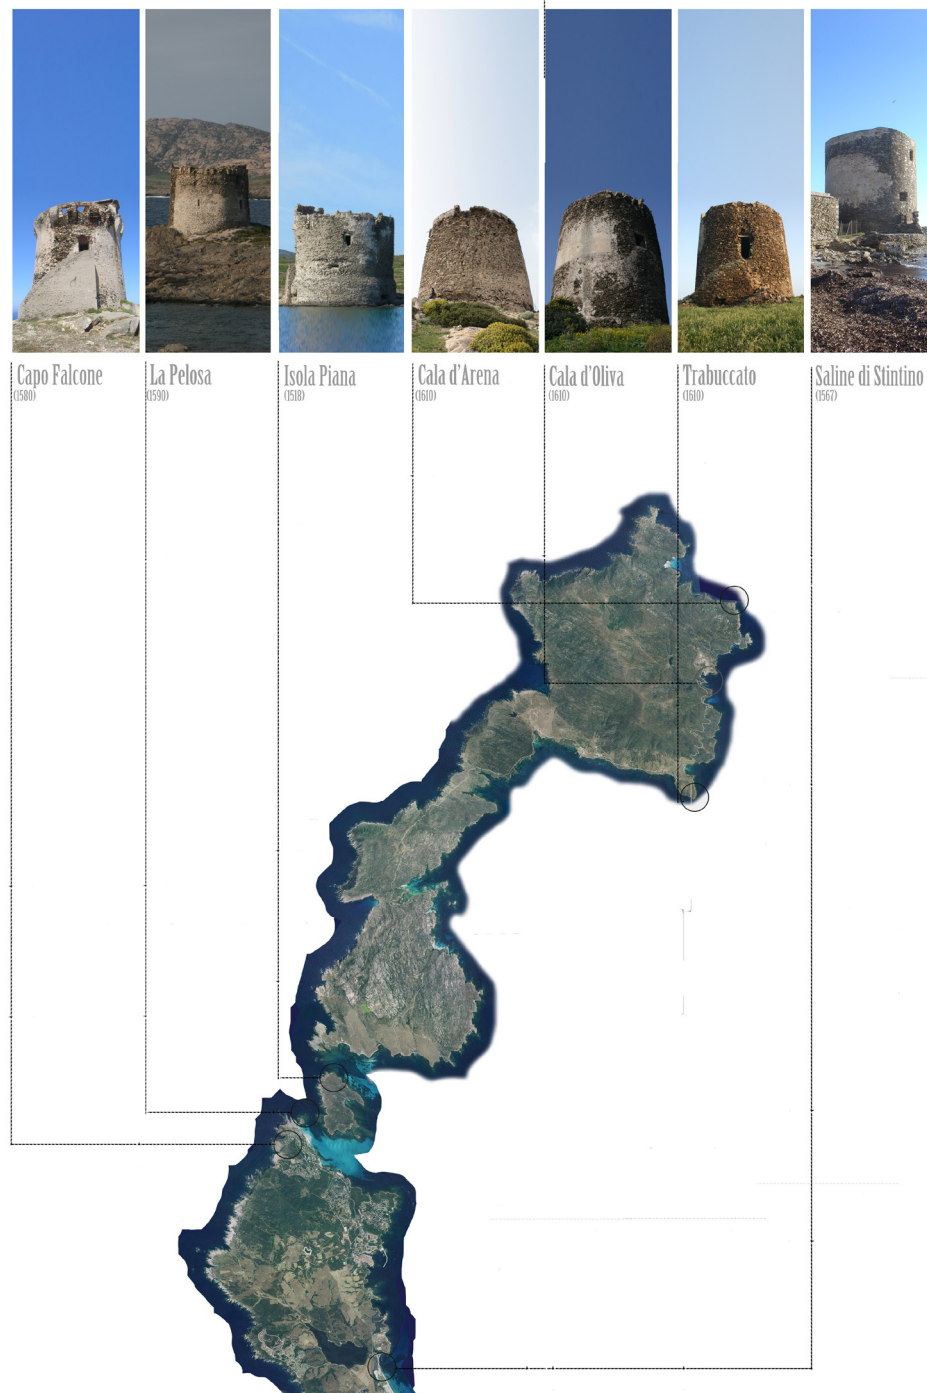 Capo Falcone
(1580)
La Pelosa
(1590)
Isola Piana
(1518)
Cala d'Arena
(1610)
Cala d'Oliva
(1610)
Trabuccato
(1610)
Saline di Stintino
(1567)